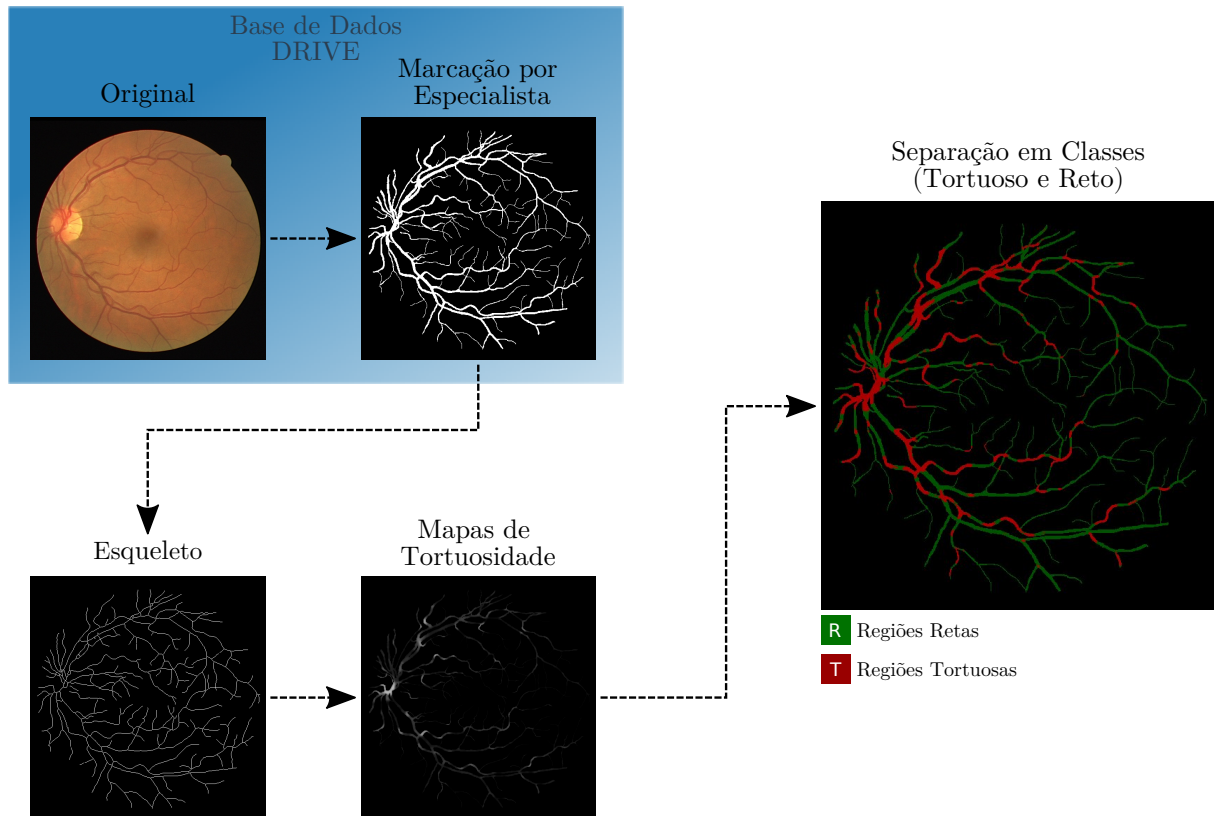 Base de Dados
DRIVE
Original
Marcação por
Especialista
Separação em Classes
(Tortuoso e Reto)
Esqueleto
Mapas de
Tortuosidade
R Regiões Retas
T Regiões Tortuosas